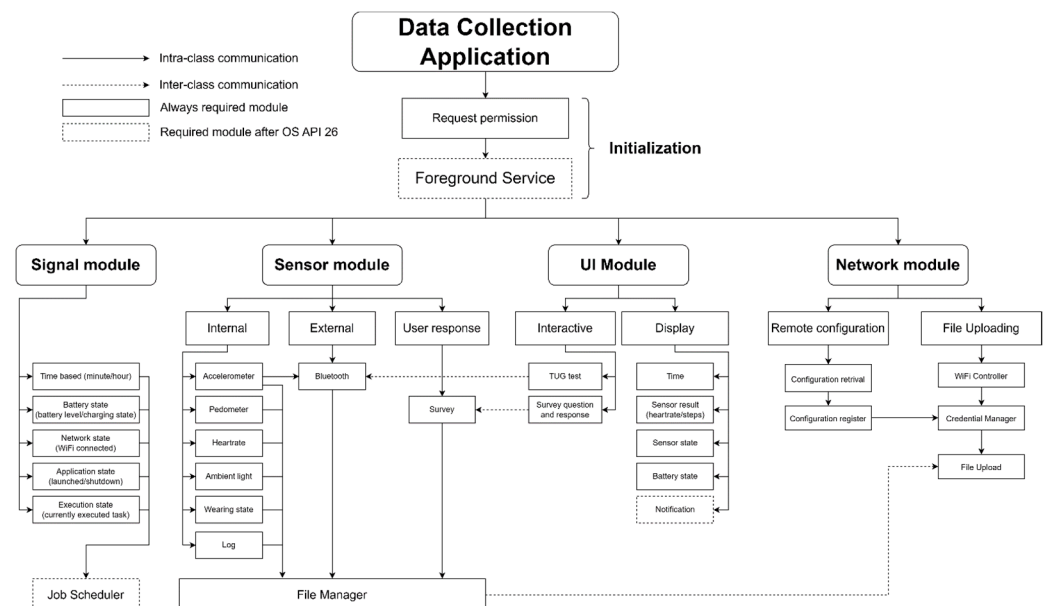 Data Collection
Application
Intra-class communication
Inter-class communication
Always required module
Required module after OS API 26
Request permission
Foreground Service
Initialization
Signal module
Sensor module
UI Module
Network module
Internal
External
User response
Interactive
Display
Remote configuration
File Uploading
Time based (minute/hour)
Battery state
(battery level/charging state)
Network state
(WiFi connected)
Application state
(launched/shutdown)
Execution state
(currently executed task)
Job Scheduler
Accelerometer
Pedometer
Heartrate
Ambient light
Wearing state
Log
Bluetooth
Survey
File Manager
TUG test
Survey question
and response
Time
Sensor result
(heartrate/steps)
Sensor state
Battery state
Notification
Configuration retrival
Configuration register
WiFi Controller
Credential Manager
File Upload